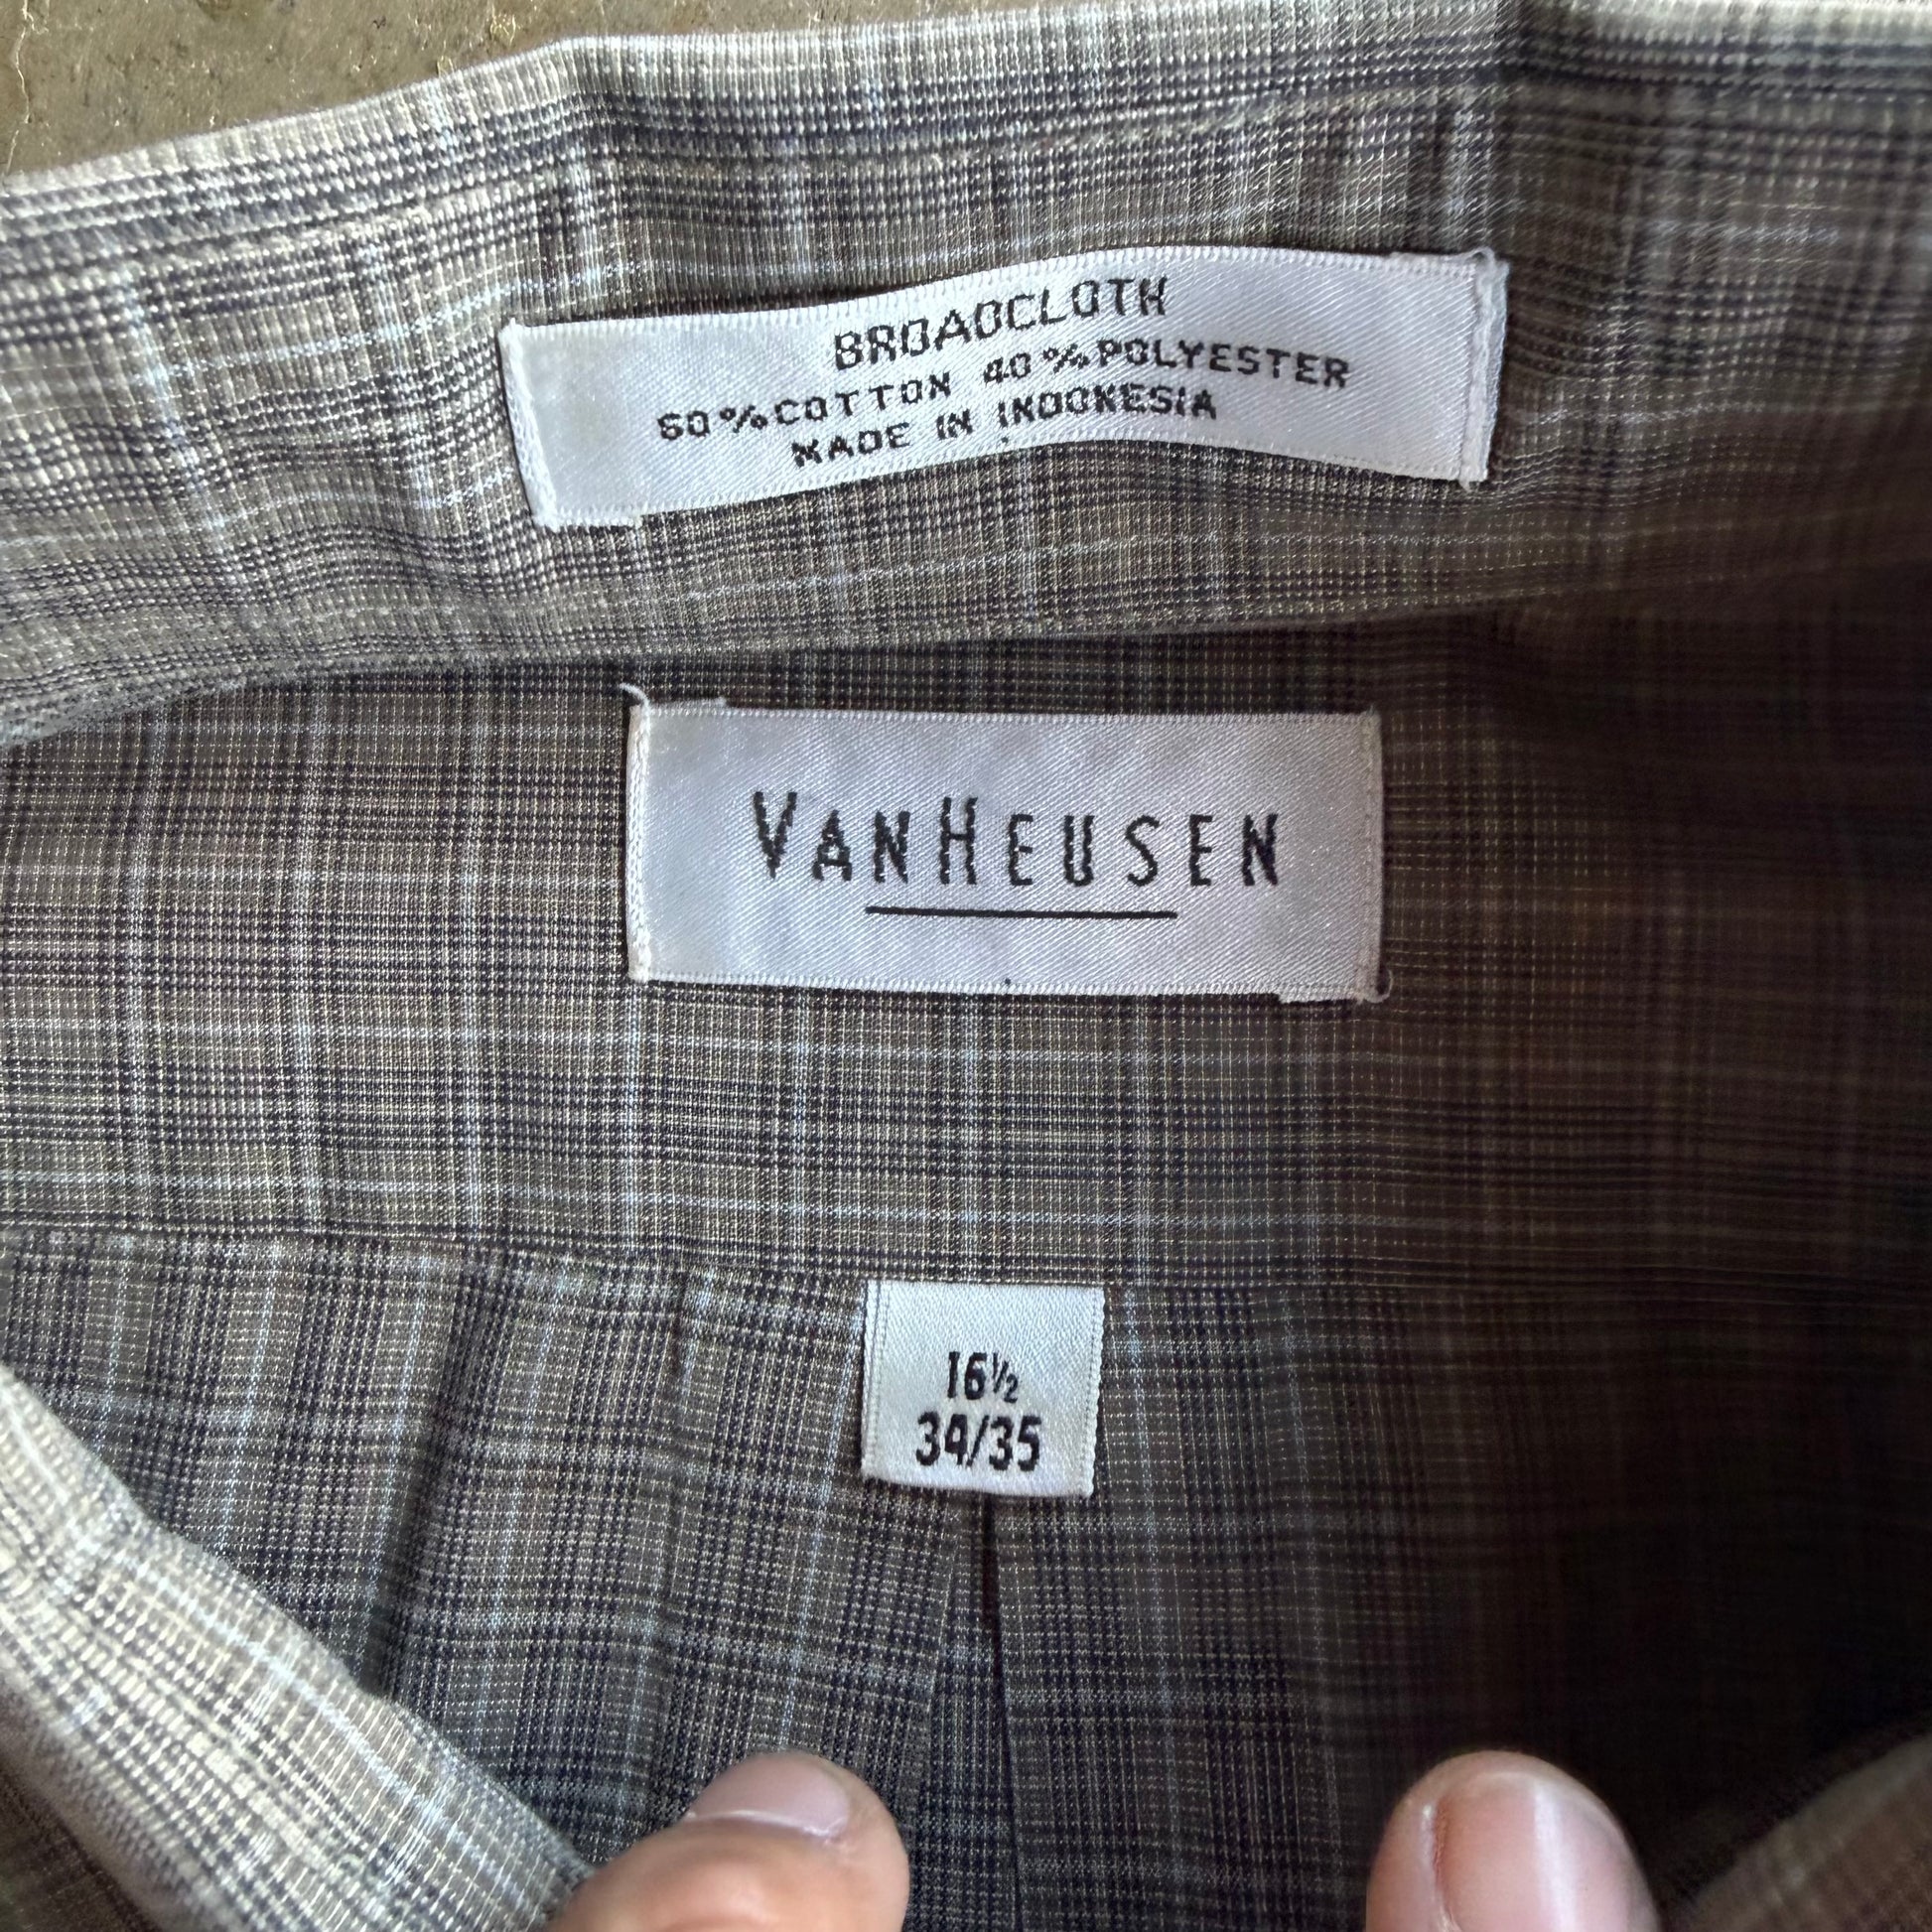 BROADCLOTH
60%COTTON 40%POLYESTER
MADE IN INDONESIA
VANHEUSEN
16½
34/35